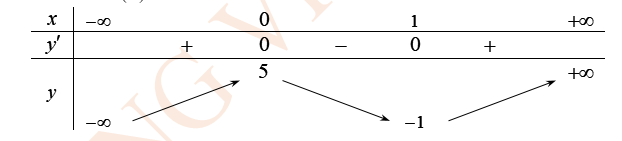 x −∞ 0 1 +∞
y' + 0 − 0 +
5 +∞
y
−∞ −1